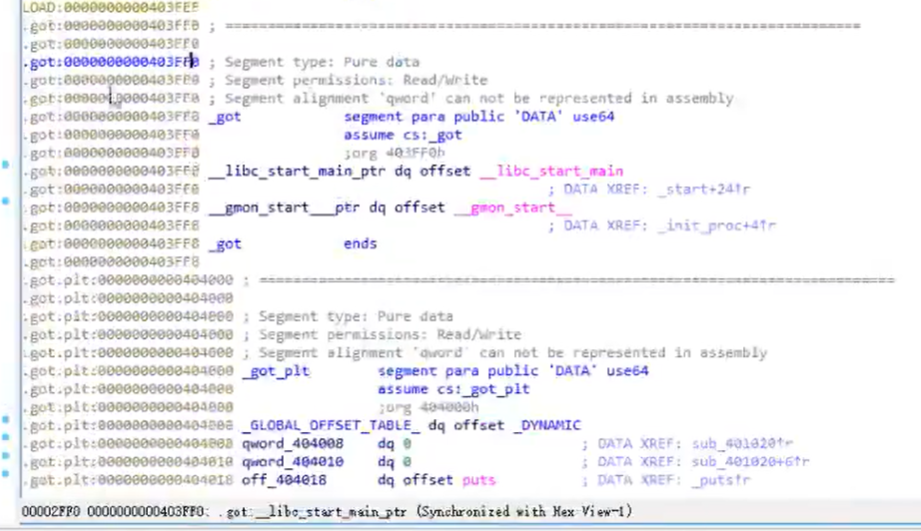 LOAD:0000000000403FEF
.got:0000000000403FF0 ; ===========================================================================
.got:0000000000403FF0
.got:0000000000403FF0 ; Segment type: Pure data
.got:0000000000403FF0 ; Segment permissions: Read/Write
.got:0000000000403FF0 ; Segment alignment 'qword' can not be represented in assembly
.got:0000000000403FF0 _got segment para public 'DATA' use64
.got:0000000000403FF0 assume cs:_got
.got:0000000000403FF0 ;org 403FF0h
.got:0000000000403FF0 __libc_start_main_ptr dq offset __libc_start_main
.got:0000000000403FF0 ; DATA XREF: _start+24↑r
.got:0000000000403FF8 __gmon_start___ptr dq offset __gmon_start__
.got:0000000000403FF8 ; DATA XREF: _init_proc+4↑r
.got:0000000000403FF8 _got ends
.got:0000000000403FF8
.got.plt:0000000000404000 ; ===========================================================================
.got.plt:0000000000404000
.got.plt:0000000000404000 ; Segment type: Pure data
.got.plt:0000000000404000 ; Segment permissions: Read/Write
.got.plt:0000000000404000 ; Segment alignment 'qword' can not be represented in assembly
.got.plt:0000000000404000 _got_plt segment para public 'DATA' use64
.got.plt:0000000000404000 assume cs:_got_plt
.got.plt:0000000000404000 ;org 404000h
.got.plt:0000000000404000 _GLOBAL_OFFSET_TABLE_ dq offset _DYNAMIC
.got.plt:0000000000404008 qword_404008 dq 0 ; DATA XREF: sub_401020↑r
.got.plt:0000000000404010 qword_404010 dq 0 ; DATA XREF: sub_401020+6↑r
.got.plt:0000000000404018 off_404018 dq offset puts ; DATA XREF: _puts↑r
00002FF0 0000000000403FF0: .got:__libc_start_main_ptr (Synchronized with Hex View-1)